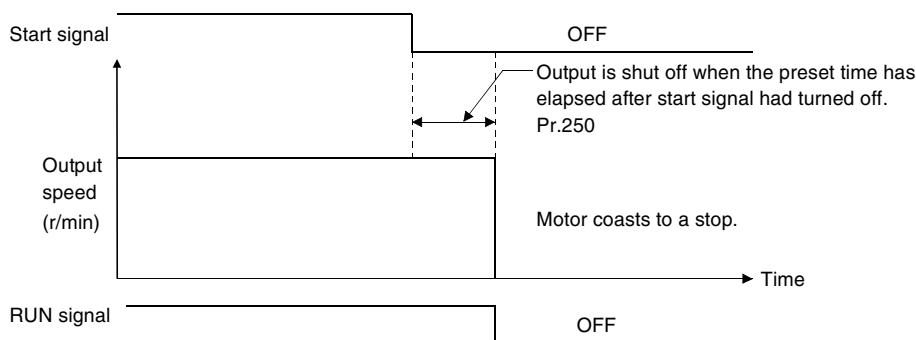 Start signal
OFF
Output is shut off when the preset time has
elapsed after start signal had turned off.
Pr.250
Output
speed
(r/min)
Motor coasts to a stop.
Time
RUN signal
OFF